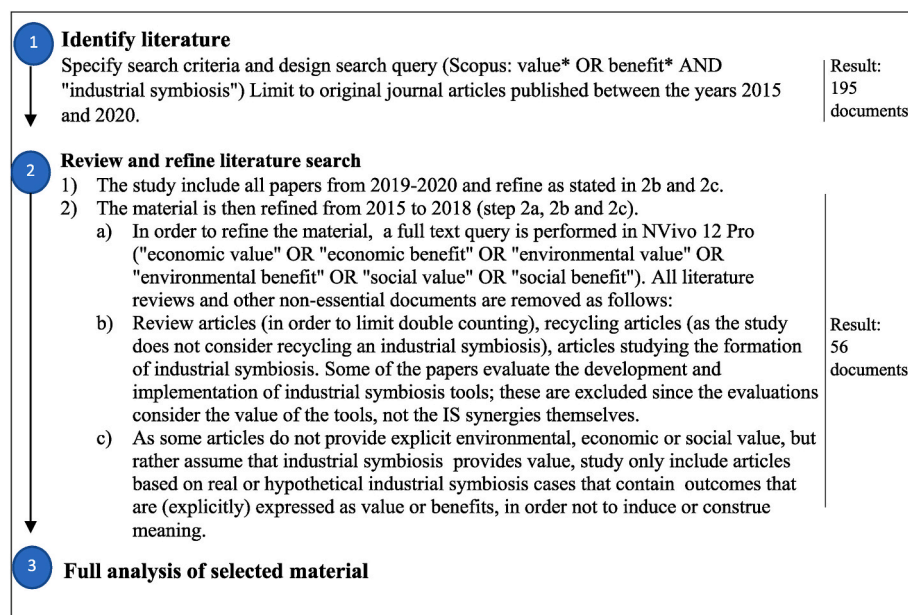 1
Identify literature
Specify search criteria and design search query (Scopus: value* OR benefit* AND
"industrial symbiosis") Limit to original journal articles published between the years 2015
and 2020.
Result:
195
documents
2
Review and refine literature search
1) The study include all papers from 2019-2020 and refine as stated in 2b and 2c.
2) The material is then refined from 2015 to 2018 (step 2a, 2b and 2c).
a) In order to refine the material, a full text query is performed in NVivo 12 Pro
("economic value" OR "economic benefit" OR "environmental value" OR
"environmental benefit" OR "social value" OR "social benefit"). All literature
reviews and other non-essential documents are removed as follows:
b) Review articles (in order to limit double counting), recycling articles (as the study
does not consider recycling an industrial symbiosis), articles studying the formation
of industrial symbiosis. Some of the papers evaluate the development and
implementation of industrial symbiosis tools; these are excluded since the evaluations
consider the value of the tools, not the IS synergies themselves.
c) As some articles do not provide explicit environmental, economic or social value, but
rather assume that industrial symbiosis provides value, study only include articles
based on real or hypothetical industrial symbiosis cases that contain outcomes that
are (explicitly) expressed as value or benefits, in order not to induce or construe
meaning.
Result:
56
documents
3
Full analysis of selected material